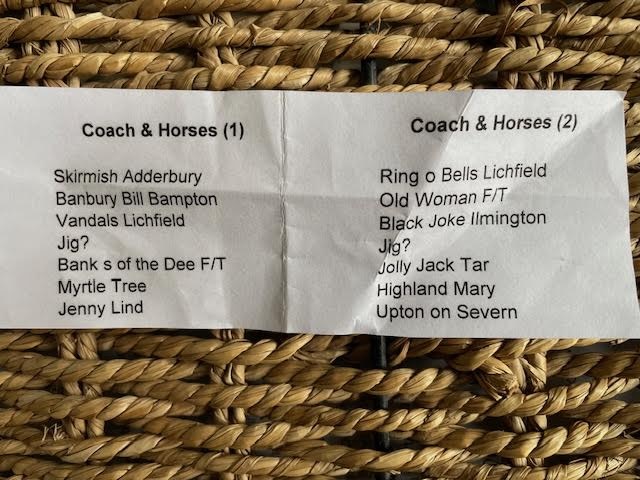 Coach & Horses (1)
Skirmish Adderbury
Banbury Bill Bampton
Vandals Lichfield
Jig?
Bank s of the Dee F/T
Myrtle Tree
Jenny Lind
Coach & Horses (2)
Ring o Bells Lichfield
Old Woman F/T
Black Joke Ilmington
Jig?
Jolly Jack Tar
Highland Mary
Upton on Severn